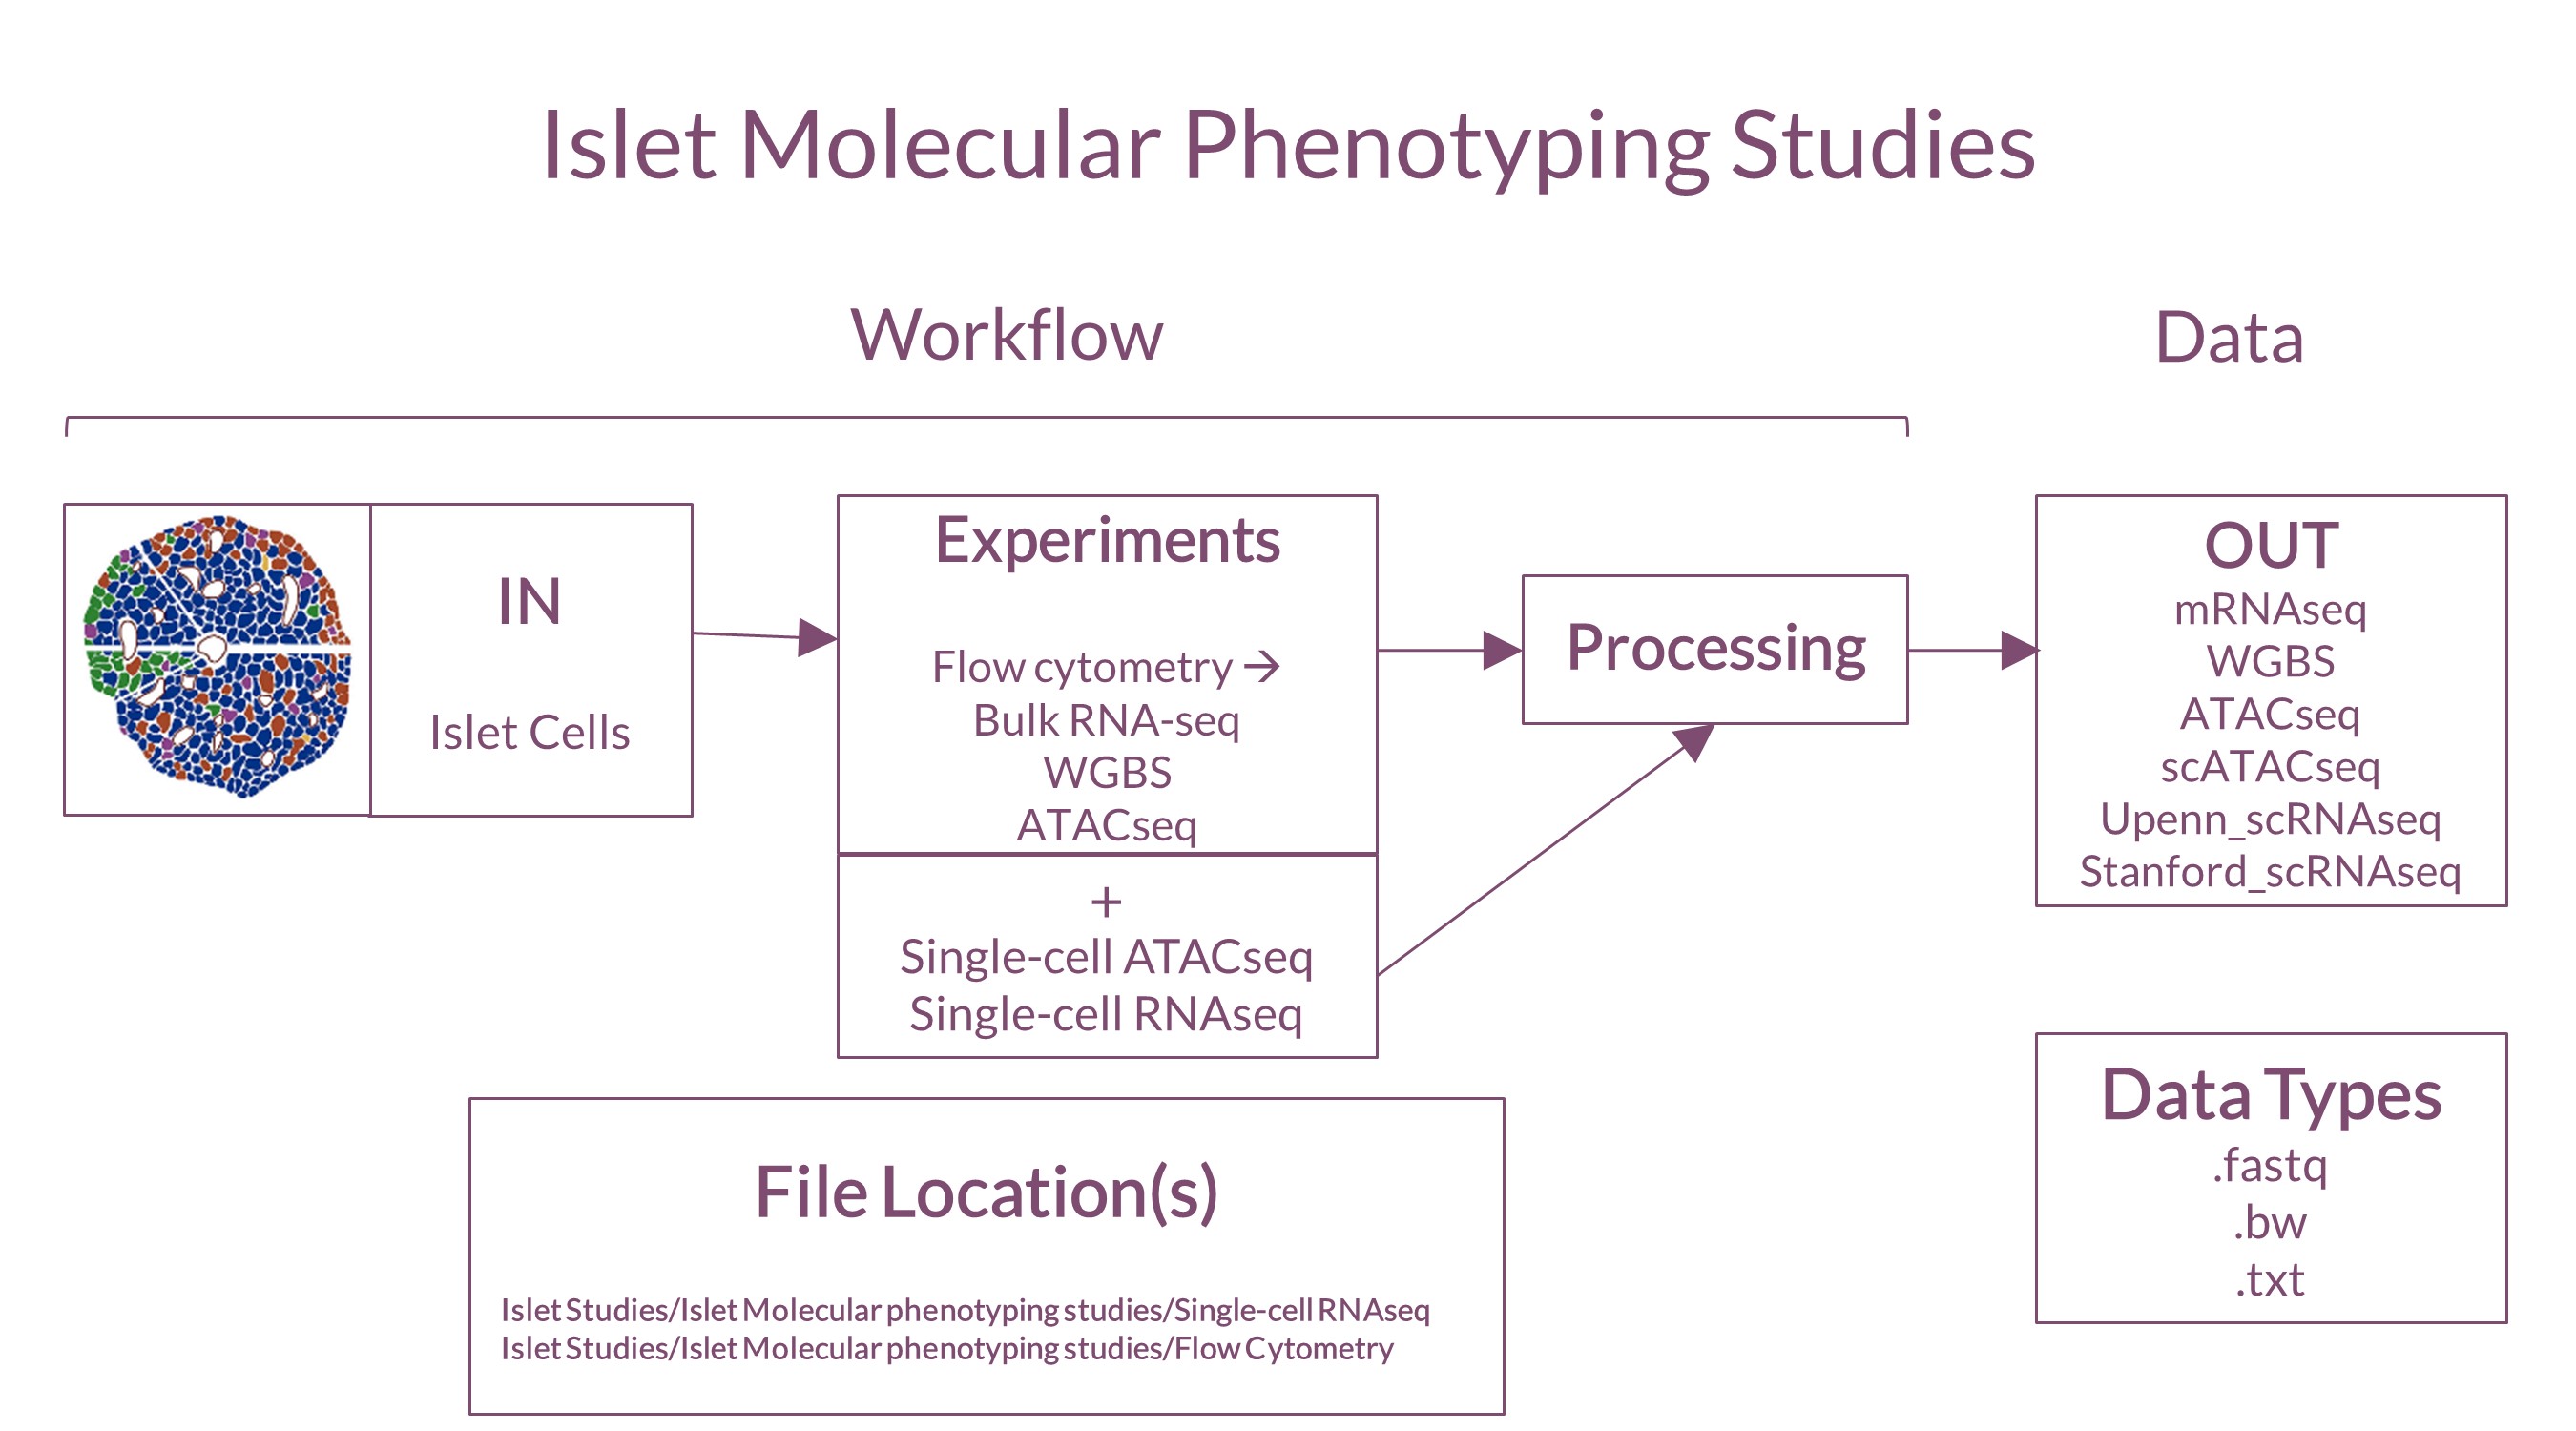 Islet Molecular Phenotyping Studies
Workflow
Data
IN
Islet Cells
Experiments
Flow cytometry →
Bulk RNA-seq
WGBS
ATACseq
+
Single-cell ATACseq
Single-cell RNAseq
Processing
OUT
mRNAseq
WGBS
ATACseq
scATACseq
Upenn_scRNAseq
Stanford_scRNAseq
File Location(s)
Islet Studies/Islet Molecular phenotyping studies/Single-cell RNAseq
Islet Studies/Islet Molecular phenotyping studies/Flow Cytometry
Data Types
.fastq
.bw
.txt